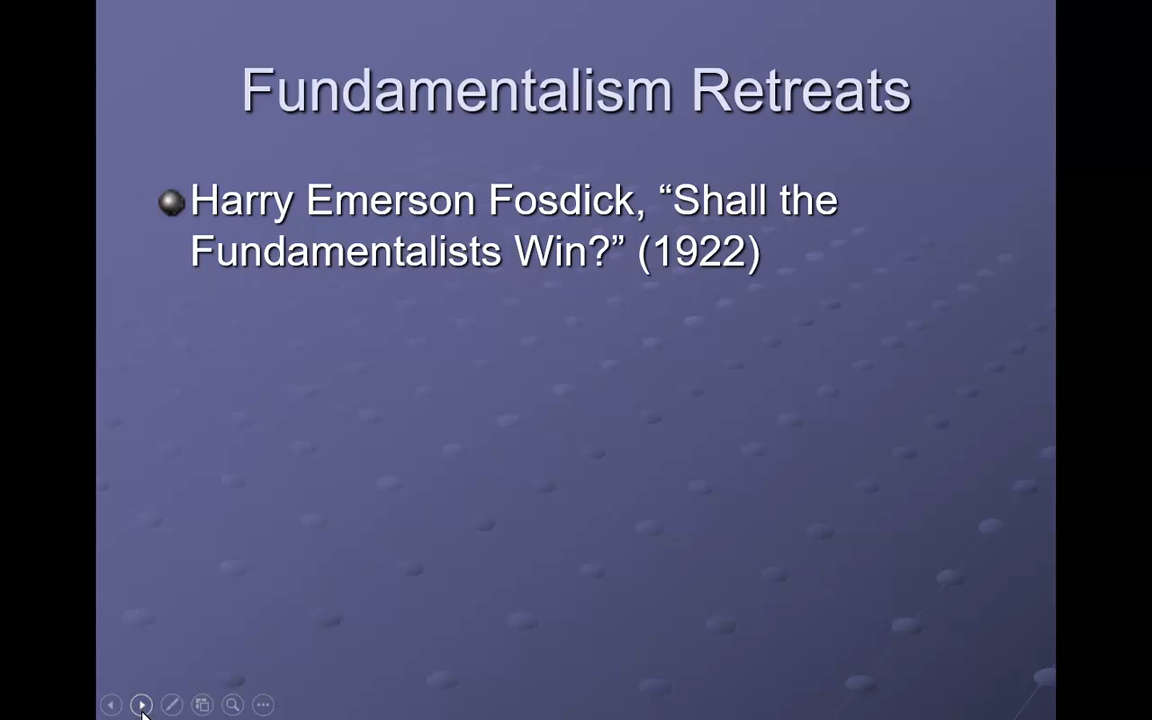 Fundamentalism Retreats
Harry Emerson Fosdick, “Shall the
Fundamentalists Win?” (1922)